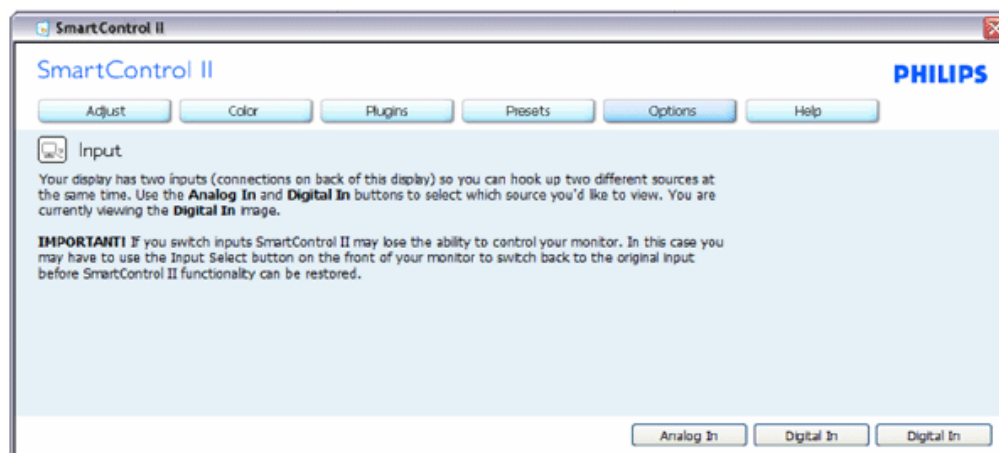 SmartControl II
SmartControl II
PHILIPS
Adjust Color Plugins Presets Options Help
Input
Your display has two inputs (connections on back of this display) so you can hook up two different sources at
the same time. Use the Analog In and Digital In buttons to select which source you'd like to view. You are
currently viewing the Digital In image.
IMPORTANT! If you switch inputs SmartControl II may lose the ability to control your monitor. In this case you
may have to use the Input Select button on the front of your monitor to switch back to the original input
before SmartControl II functionality can be restored.
Analog In Digital In Digital In